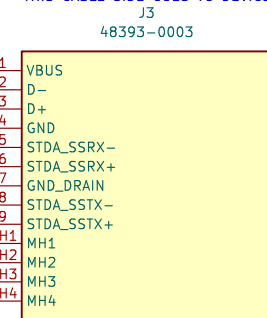 J3
48393-0003
1 VBUS
2 D-
3 D+
4 GND
5 STDA_SSRX-
6 STDA_SSRX+
7 GND_DRAIN
8 STDA_SSTX-
9 STDA_SSTX+
H1 MH1
H2 MH2
H3 MH3
H4 MH4